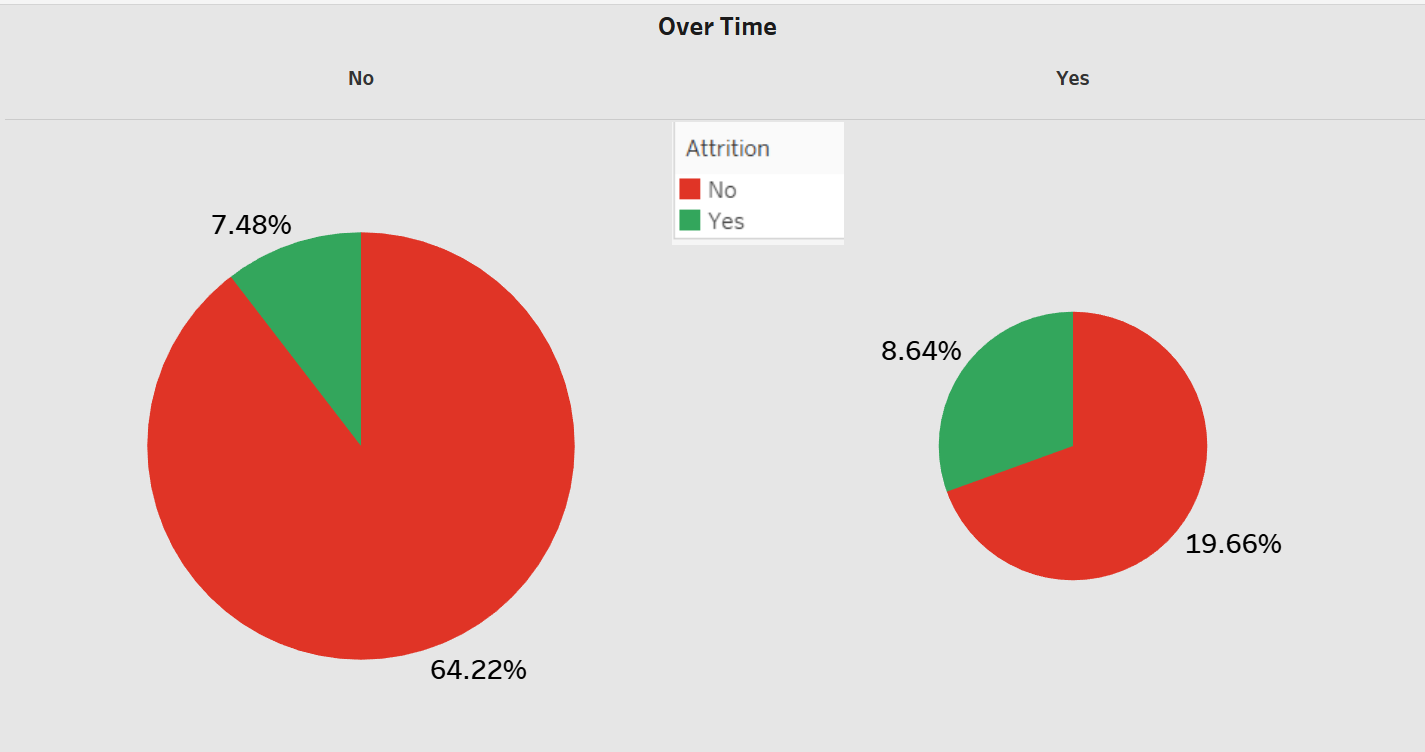 Over Time
No
Yes
Attrition
No
Yes
7.48%
64.22%
8.64%
19.66%